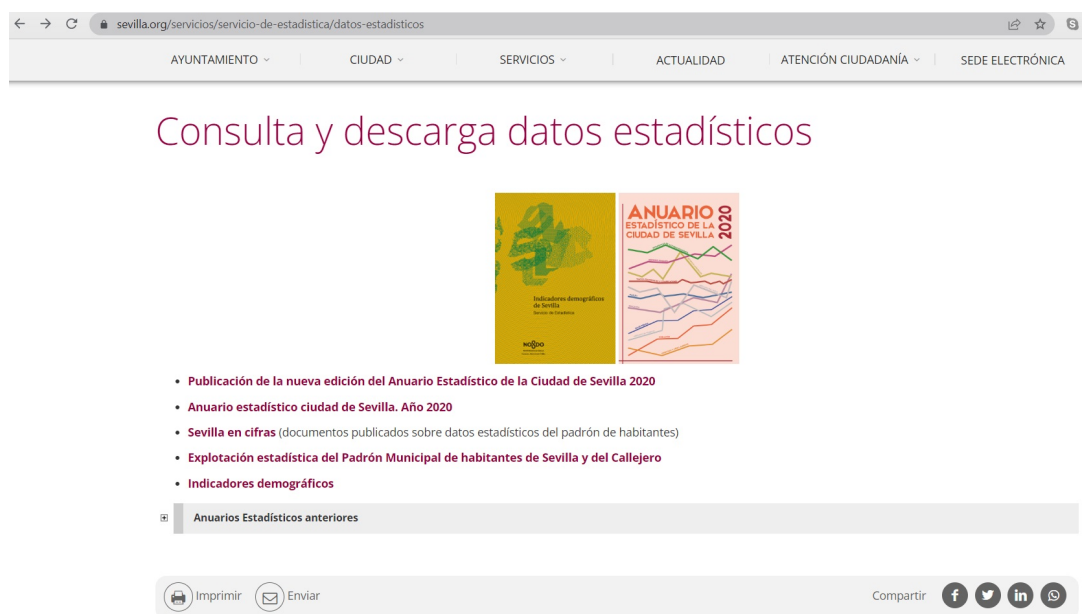 sevilla.org/servicios/servicio-de-estadistica/datos-estadisticos
AYUNTAMIENTO
CIUDAD
SERVICIOS
ACTUALIDAD
ATENCIÓN CIUDADANÍA
SEDE ELECTRÓNICA
Consulta y descarga datos estadísticos
Indicadores demográficos
de Sevilla
Servicio de Estadística
NO8DO
ANUARIO
ESTADÍSTICO DE LA
CIUDAD DE SEVILLA
2020
• Publicación de la nueva edición del Anuario Estadístico de la Ciudad de Sevilla 2020
• Anuario estadístico ciudad de Sevilla. Año 2020
• Sevilla en cifras (documentos publicados sobre datos estadísticos del padrón de habitantes)
• Explotación estadística del Padrón Municipal de habitantes de Sevilla y del Callejero
• Indicadores demográficos
Anuarios Estadísticos anteriores
Imprimir
Enviar
Compartir